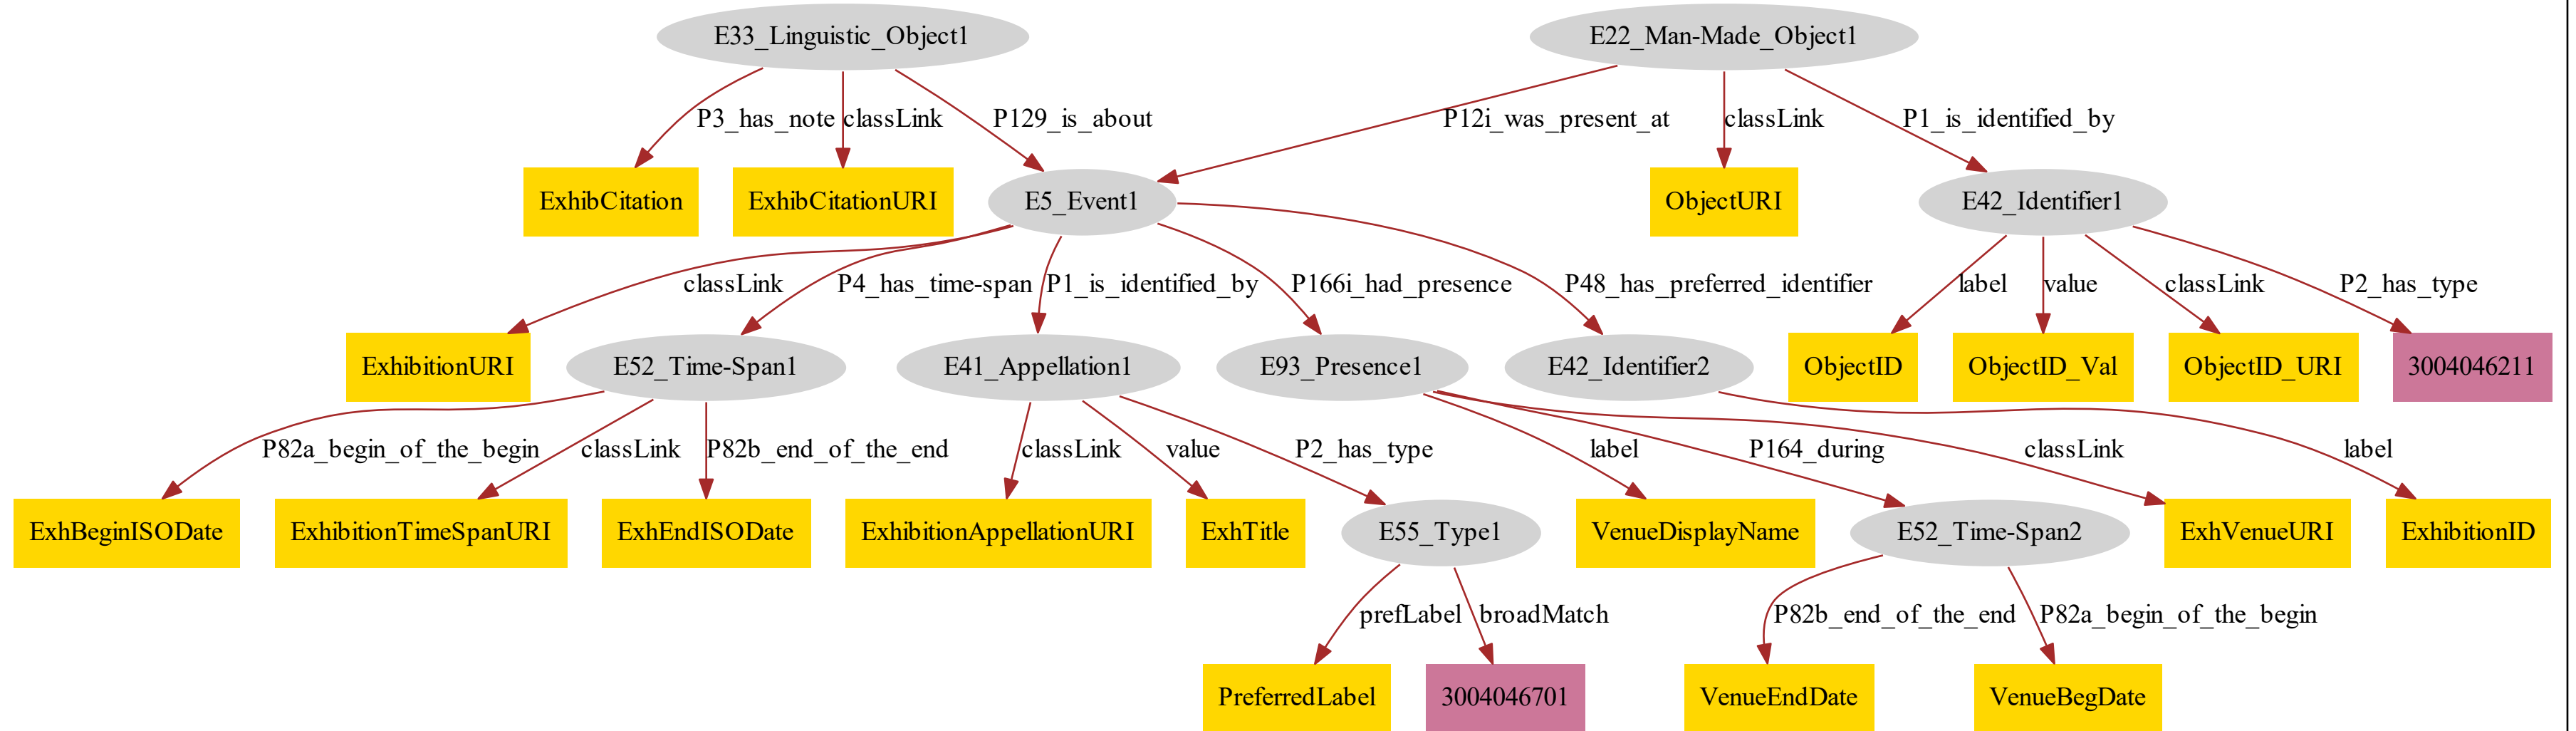 E33_Linguistic_Object1
E22_Man-Made_Object1
P3_has_note
classLink
P129_is_about
P12i_was_present_at
classLink
P1_is_identified_by
ExhibCitation
ExhibCitationURI
E5_Event1
ObjectURI
E42_Identifier1
classLink
P4_has_time-span
P1_is_identified_by
P166i_had_presence
P48_has_preferred_identifier
label
value
classLink
P2_has_type
ExhibitionURI
E52_Time-Span1
E41_Appellation1
E93_Presence1
E42_Identifier2
ObjectID
ObjectID_Val
ObjectID_URI
3004046211
P82a_begin_of_the_begin
classLink
P82b_end_of_the_end
classLink
value
P2_has_type
label
P164_during
classLink
label
ExhBeginISODate
ExhibitionTimeSpanURI
ExhEndISODate
ExhibitionAppellationURI
ExhTitle
E55_Type1
VenueDisplayName
E52_Time-Span2
ExhVenueURI
ExhibitionID
prefLabel
broadMatch
P82b_end_of_the_end
P82a_begin_of_the_begin
PreferredLabel
3004046701
VenueEndDate
VenueBegDate